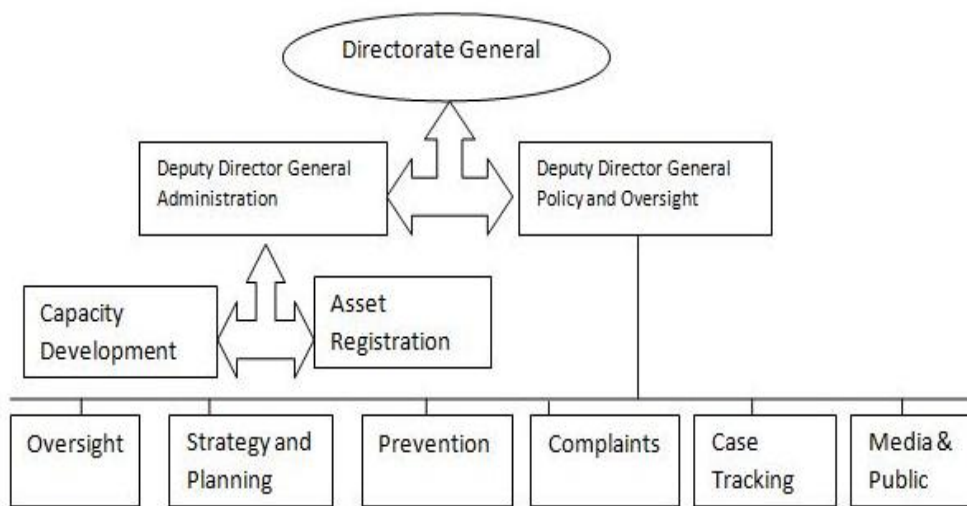 Directorate General
Deputy Director General
Administration
Deputy Director General
Policy and Oversight
Capacity
Development
Asset
Registration
Oversight
Strategy and
Planning
Prevention
Complaints
Case
Tracking
Media &
Public